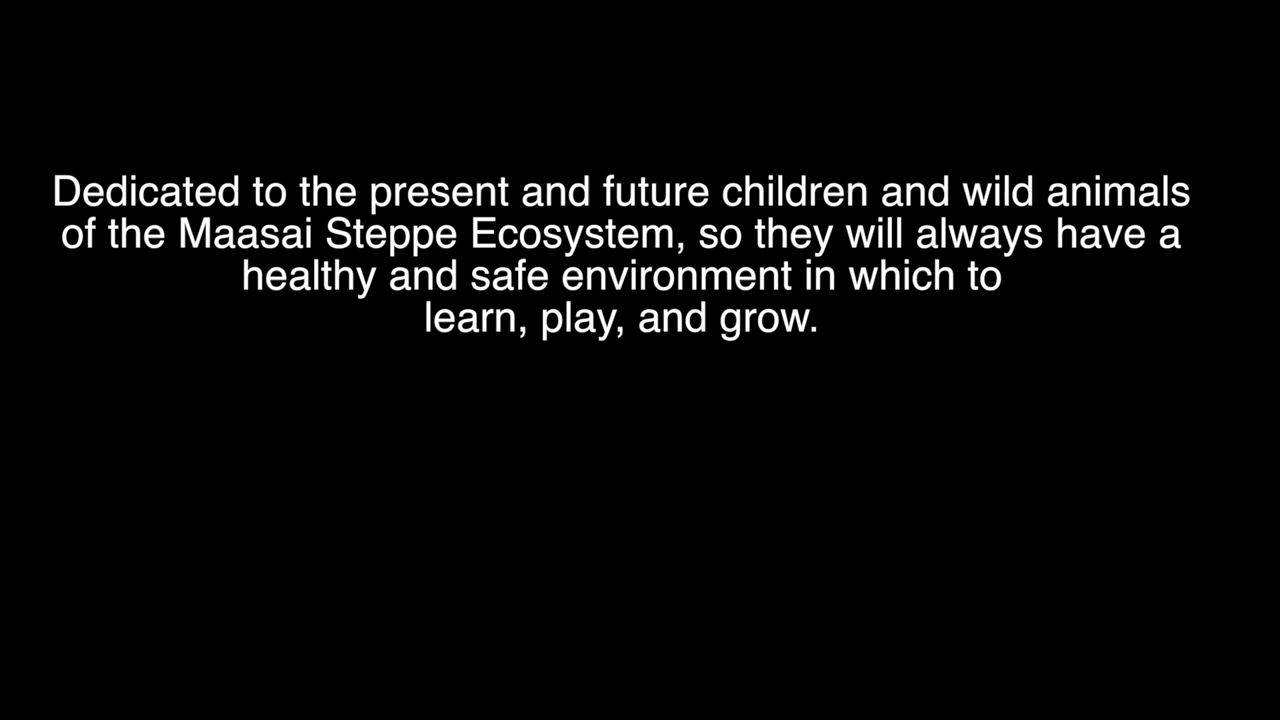 Dedicated to the present and future children and wild animals
of the Maasai Steppe Ecosystem, so they will always have a
healthy and safe environment in which to
learn, play, and grow.